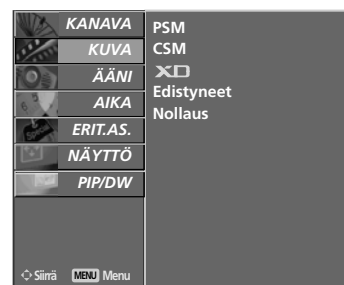 KANAVA
KUVA
ÄÄNI
AIKA
ERIT.AS.
NÄYTTÖ
PIP/DW
Siirrä MENU Menu
PSM
CSM
XD
Edistyneet
Nollaus